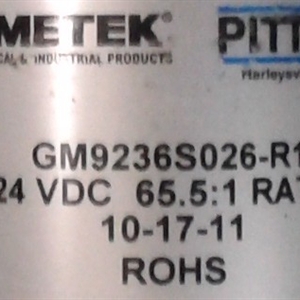 METEK®
PITT
CAL & INDUSTRIAL PRODUCTS
Harleysv
GM9236S026-R1
24 VDC 65.5:1 RAT
10-17-11
ROHS